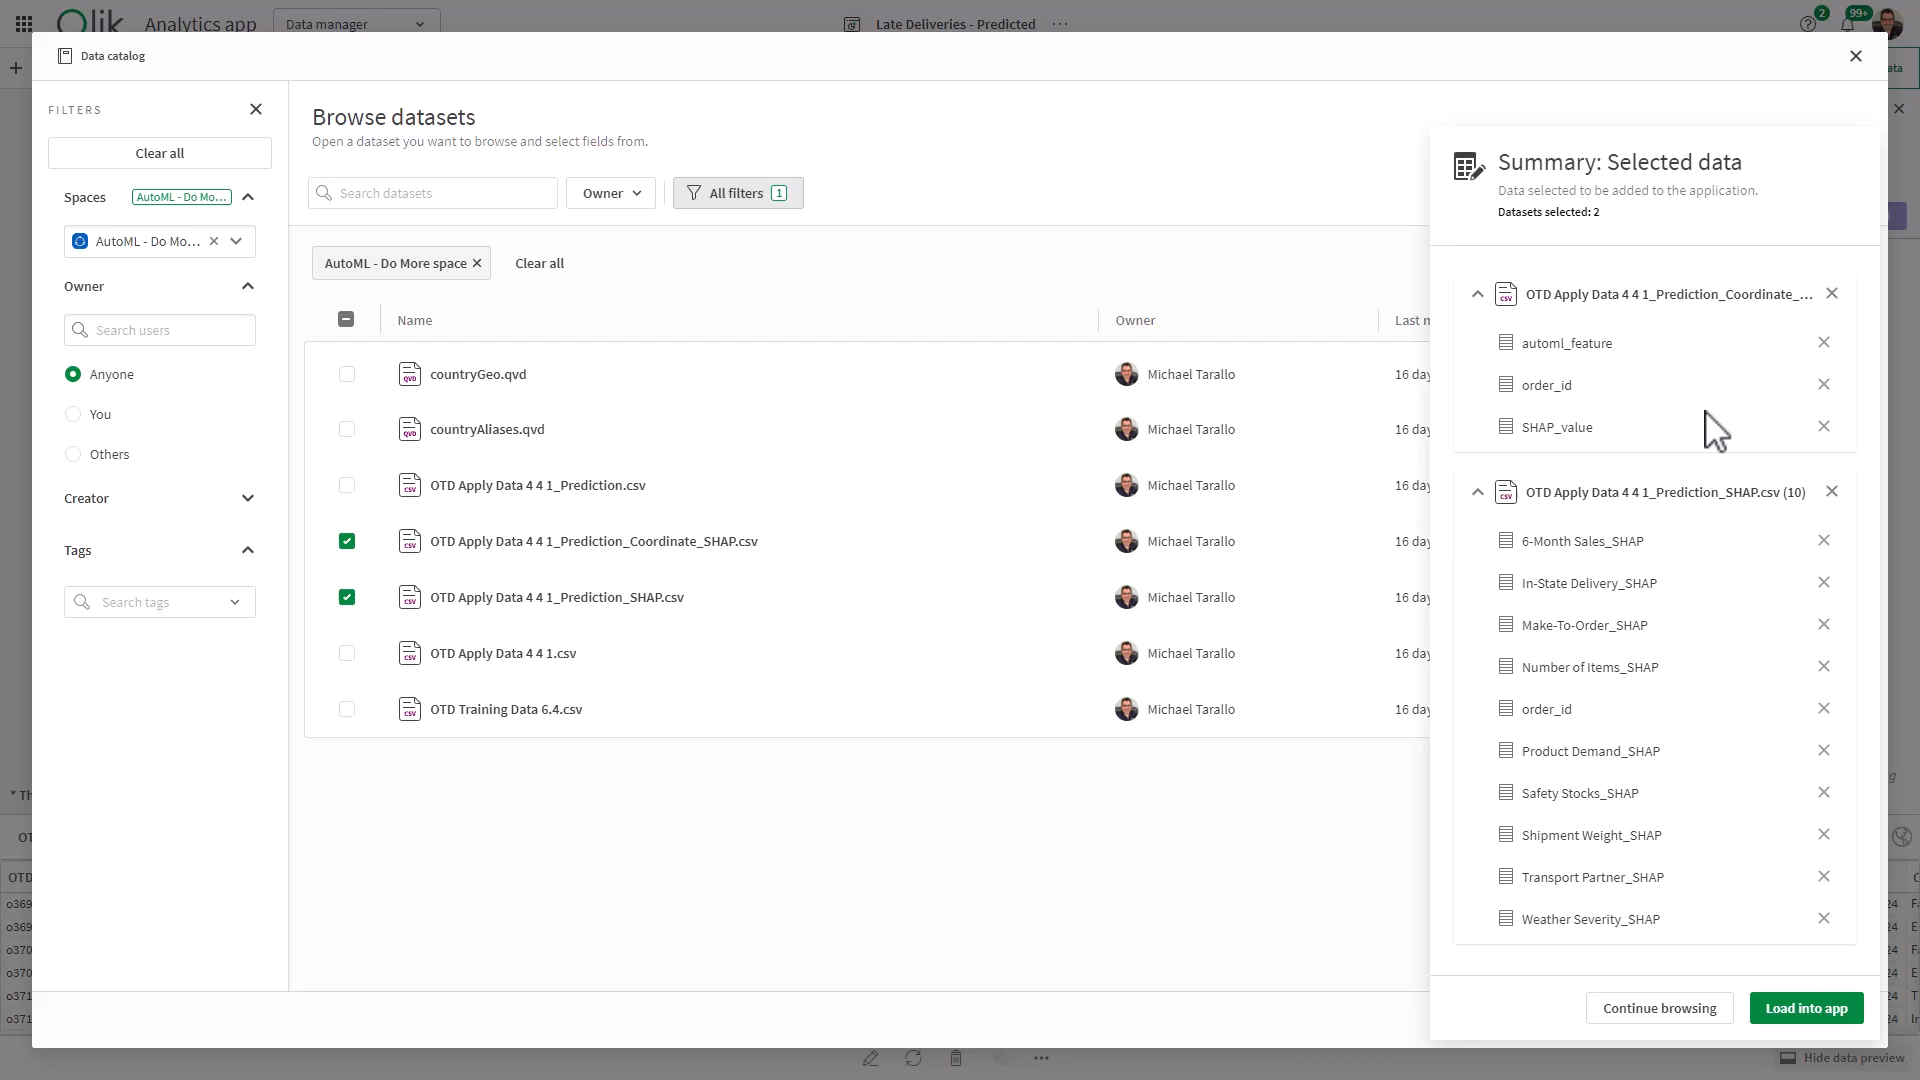 Qlik
Analytics app
Data manager
Late Deliveries - Predicted
2
99+
Data catalog
FILTERS
Clear all
Spaces
AutoML - Do Mo...
AutoML - Do Mo...
Owner
Search users
Anyone
You
Others
Creator
Tags
Search tags
Browse datasets
Open a dataset you want to browse and select fields from.
Search datasets
Owner
All filters 1
AutoML - Do More space
Clear all
Name
Owner
Last m
countryGeo.qvd
Michael Tarallo
16 day
countryAliases.qvd
Michael Tarallo
16 day
OTD Apply Data 4 4 1_Prediction.csv
Michael Tarallo
16 day
OTD Apply Data 4 4 1_Prediction_Coordinate_SHAP.csv
Michael Tarallo
16 day
OTD Apply Data 4 4 1_Prediction_SHAP.csv
Michael Tarallo
16 day
OTD Apply Data 4 4 1.csv
Michael Tarallo
16 day
OTD Training Data 6.4.csv
Michael Tarallo
16 day
Summary: Selected data
Data selected to be added to the application.
Datasets selected: 2
OTD Apply Data 4 4 1_Prediction_Coordinate_...
automl_feature
order_id
SHAP_value
OTD Apply Data 4 4 1_Prediction_SHAP.csv (10)
6-Month Sales_SHAP
In-State Delivery_SHAP
Make-To-Order_SHAP
Number of Items_SHAP
order_id
Product Demand_SHAP
Safety Stocks_SHAP
Shipment Weight_SHAP
Transport Partner_SHAP
Weather Severity_SHAP
Continue browsing
Load into app
* Th
OTD
o369
o369
o370
o370
o371
o371
Hide data preview